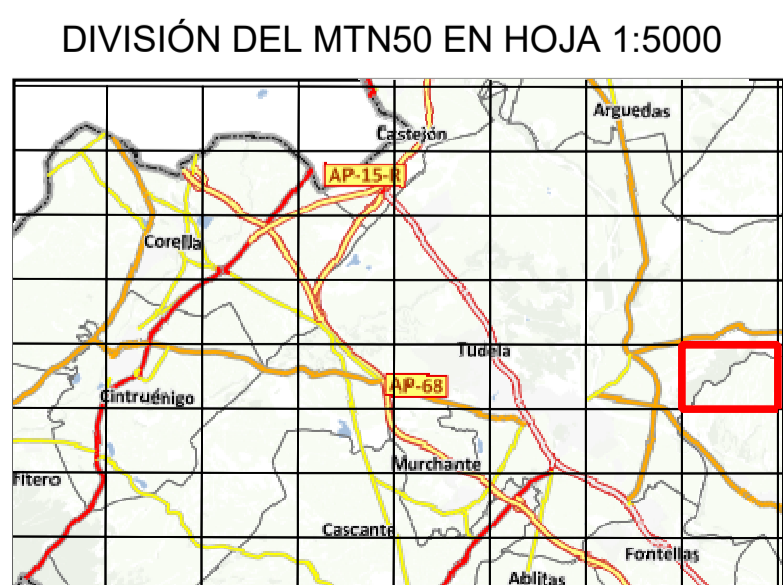 DIVISIÓN DEL MTN50 EN HOJA 1:5000
Arguedas
Castejón
AP-15-R
Corella
Tudela
AP-68
Cintruénigo
Murchante
Fitero
Cascante
Fontellas
Ablitas